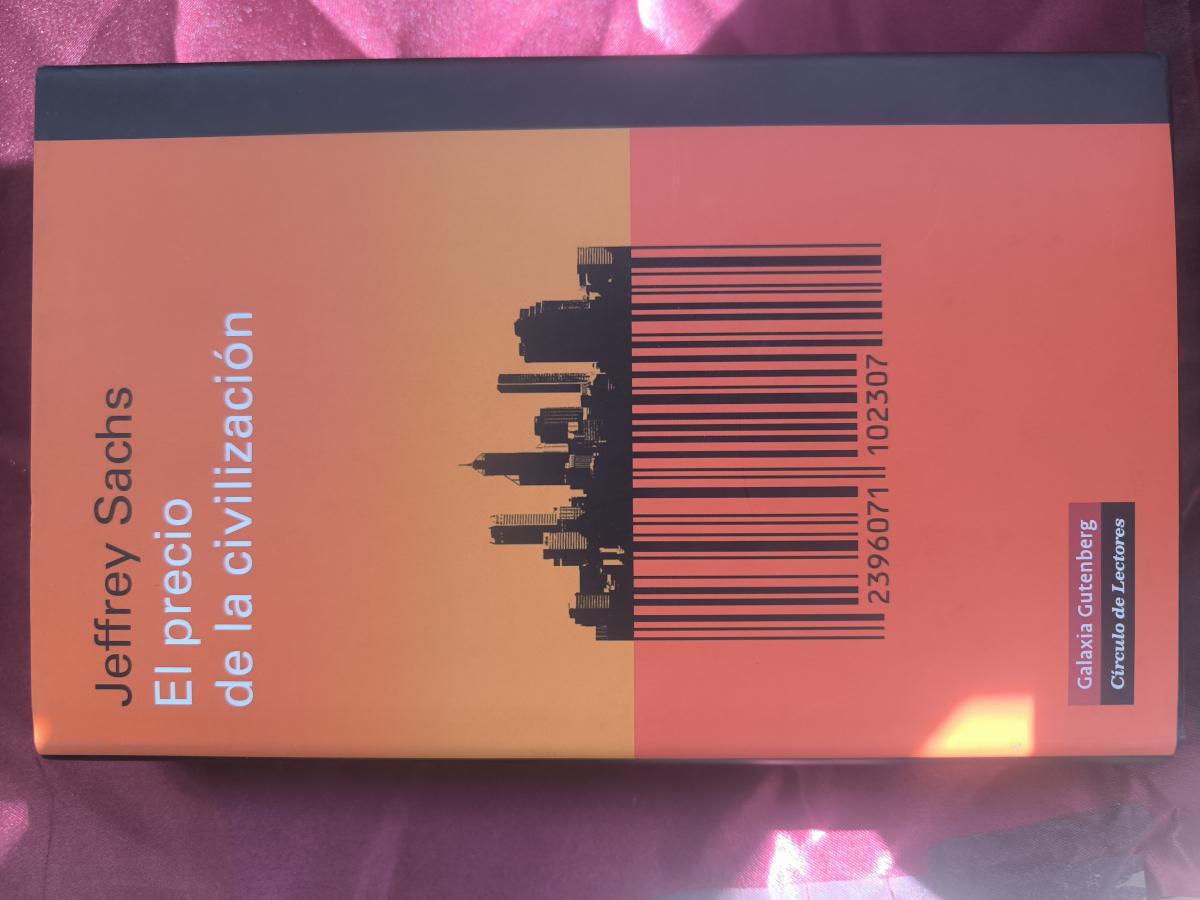 Jeffrey Sachs
El precio
de la civilización
2396071 102307
Galaxia Gutenberg
Círculo de Lectores